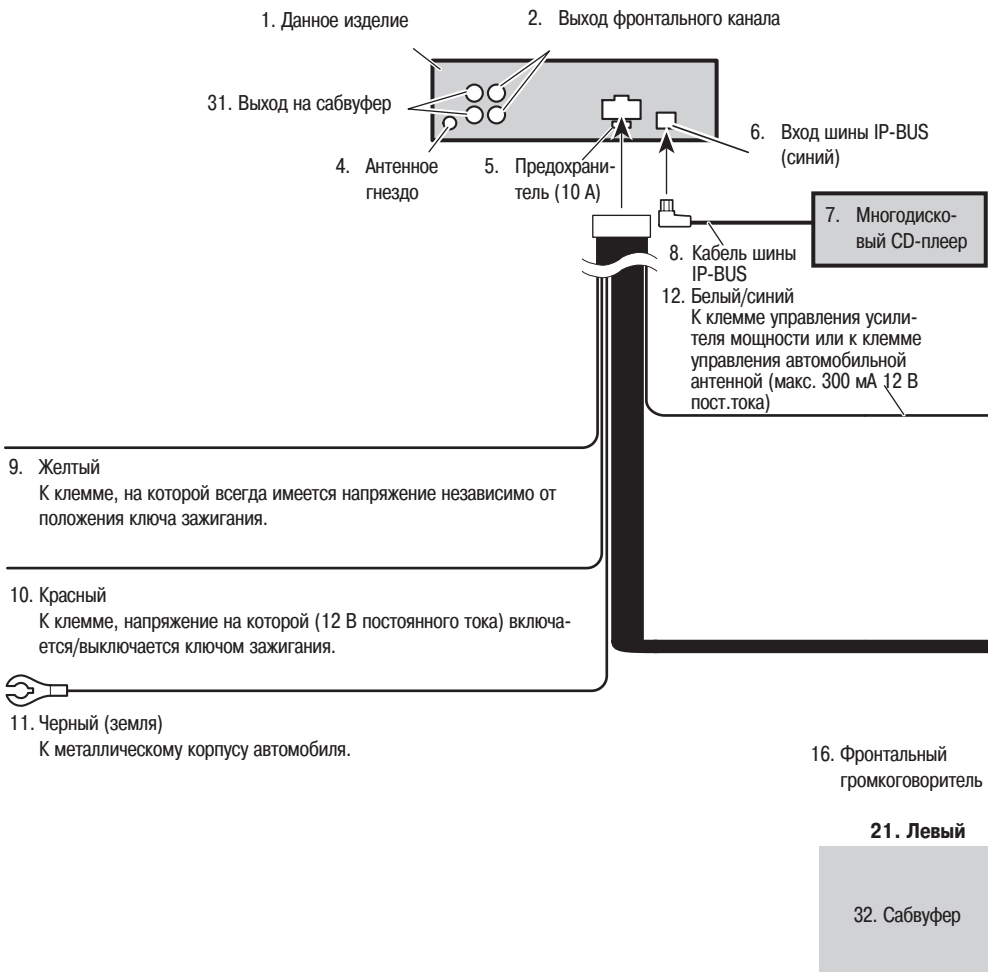 1. Данное изделие
2. Выход фронтального канала
31. Выход на сабвуфер
4. Антенное
гнездо
5. Предохрани-
тель (10 А)
6. Вход шины IP-BUS
(синий)
7. Многодиско-
вый CD-плеер
8. Кабель шины
IP-BUS
12. Белый/синий
К клемме управления усили-
теля мощности или к клемме
управления автомобильной
антенной (макс. 300 мА 12 В
пост.тока)
9. Желтый
К клемме, на которой всегда имеется напряжение независимо от
положения ключа зажигания.
10. Красный
К клемме, напряжение на которой (12 В постоянного тока) включа-
ется/выключается ключом зажигания.
11. Черный (земля)
К металлическому корпусу автомобиля.
16. Фронтальный
громкоговоритель
21. Левый
32. Сабвуфер